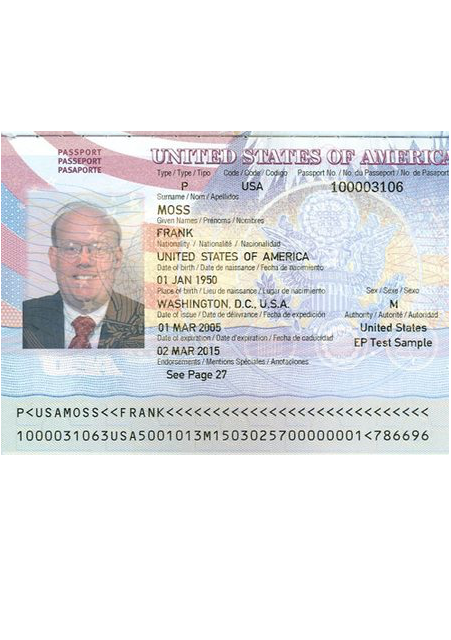 PASSPORT
PASSEPORT
PASAPORTE
UNITED STATES OF AMERICA
Type / Type / Tipo Code / Code / Codigo Passport No. / No. du Passeport / No. de Pasaport
P USA 100003106
Surname / Nom / Apellidos
MOSS
Given Names / Prénoms / Nombres
FRANK
Nationality / Nationalité / Nacionalidad
UNITED STATES OF AMERICA
Date of birth / Date de naissance / Fecha de nacimiento
01 JAN 1950
Place of birth / Lieu de naissance / Lugar de nacimiento Sex / Sexe / Sexo
WASHINGTON, D.C., U.S.A. M
Date of issue / Date de délivrance / Fecha de expedición Authority / Autorité / Autoridad
01 MAR 2005 United States
Date of expiration / Date d'expiration / Fecha de caducidad EP Test Sample
02 MAR 2015
Endorsements / Mentions Spéciales / Anotaciones
See Page 27
USA
P<USAMOSS<<FRANK<<<<<<<<<<<<<<<<<<<<<<<<<<<<
1000031063USA5001013M1503025700000001<786696